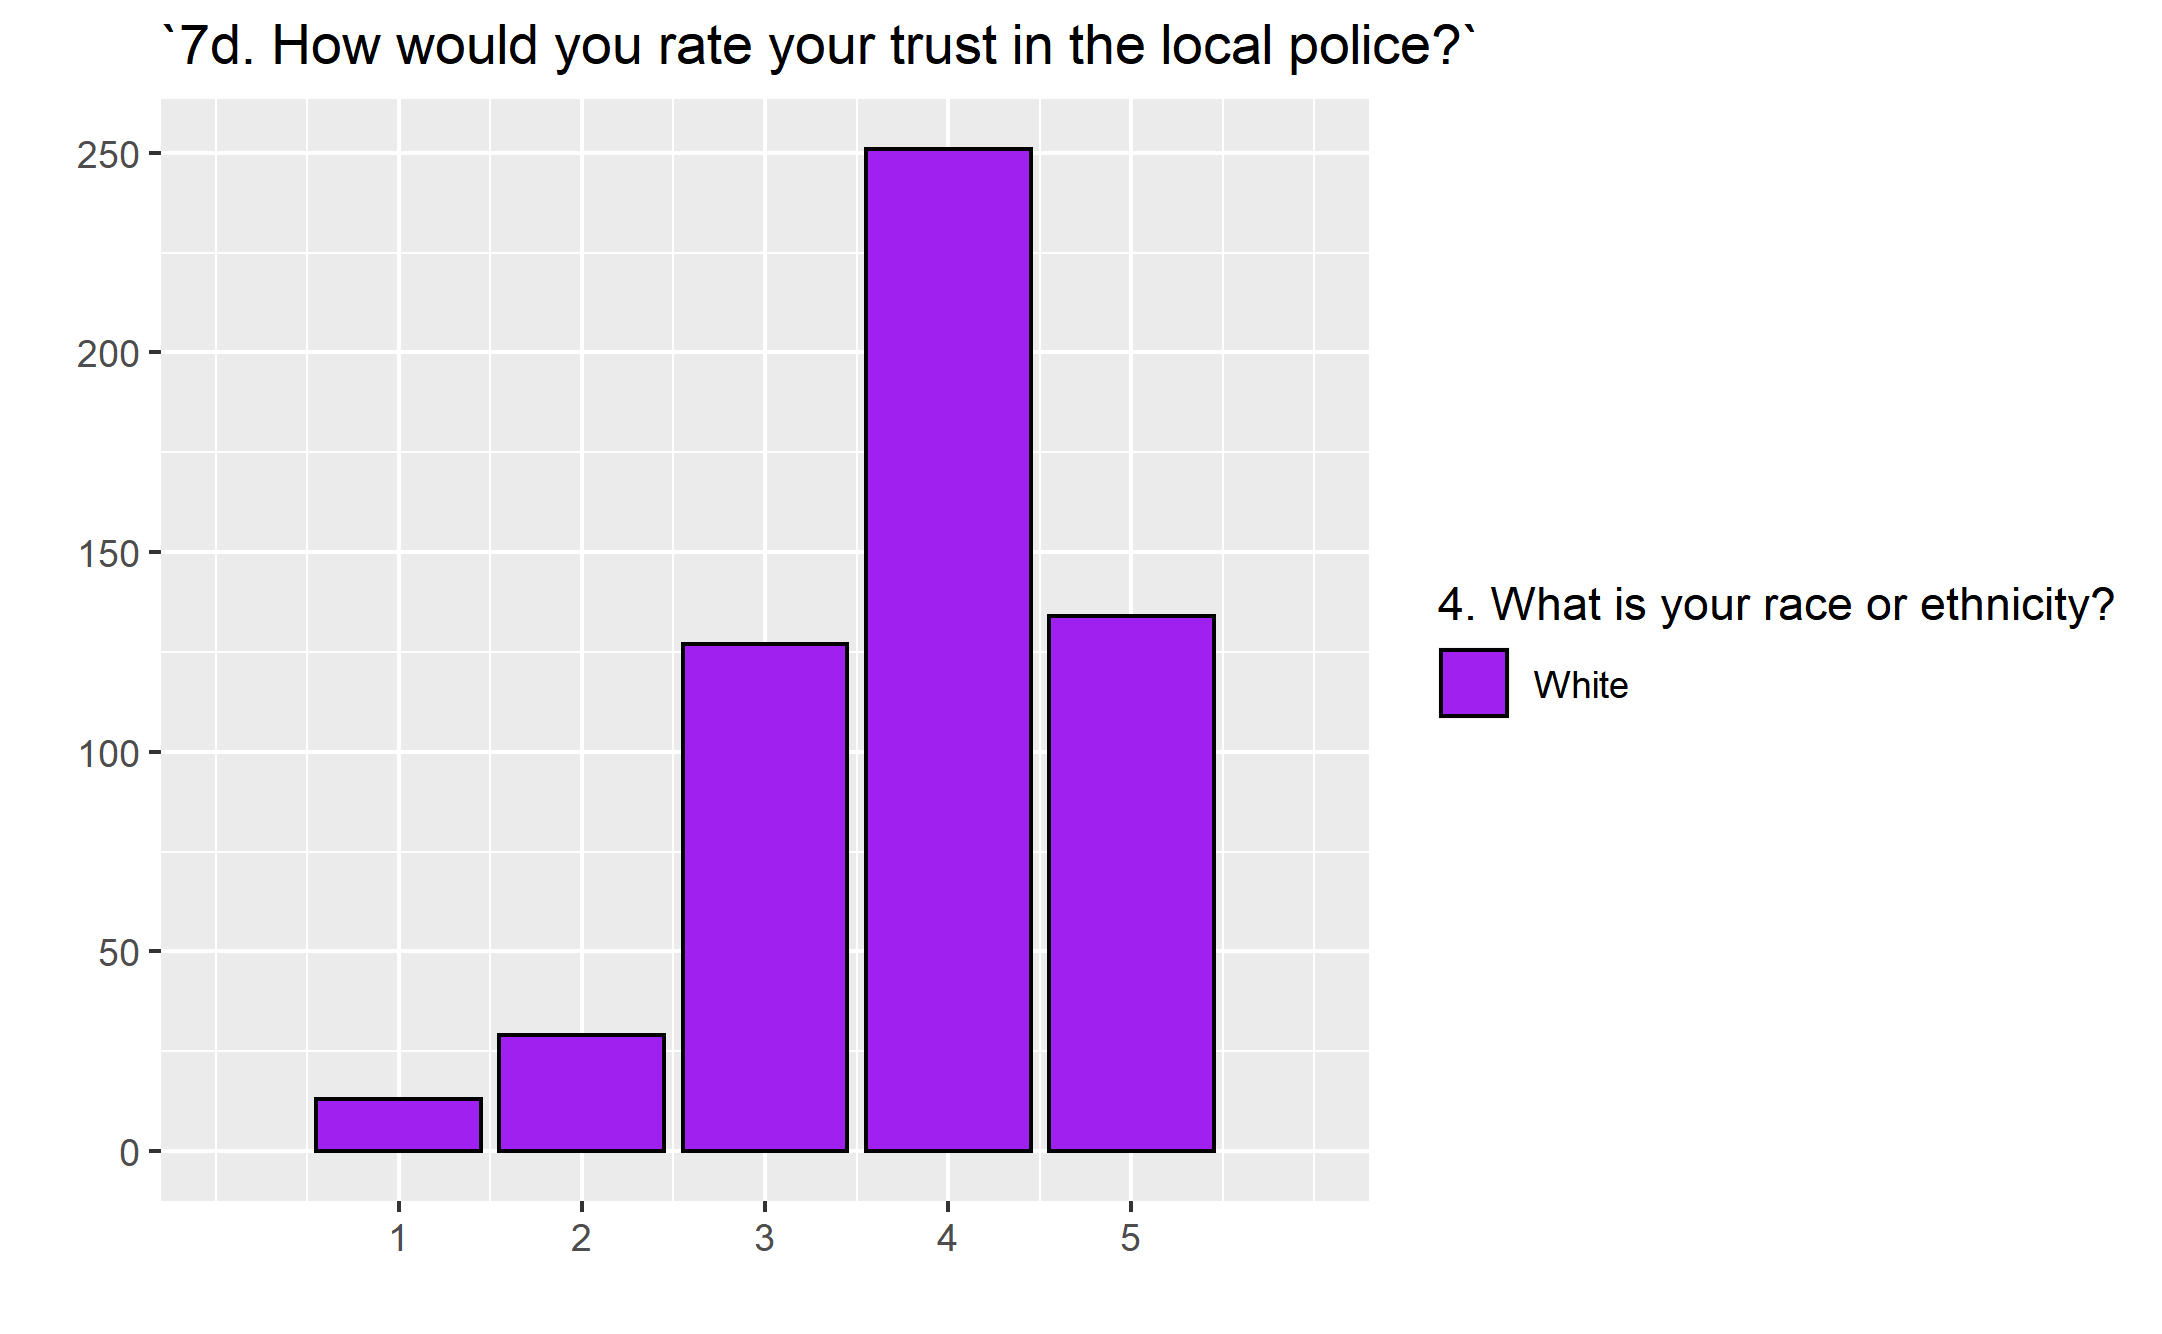 `7d. How would you rate your trust in the local police?`
250
200
150
100
50
0
1 2 3 4 5
4. What is your race or ethnicity?
White